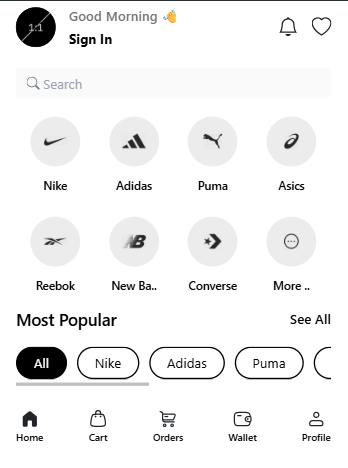 1:1
Good Morning 👋
Sign In
Search
Nike Adidas Puma Asics
NB
Reebok New Ba.. Converse More ..
Most Popular See All
All Nike Adidas Puma
Home Cart Orders Wallet Profile